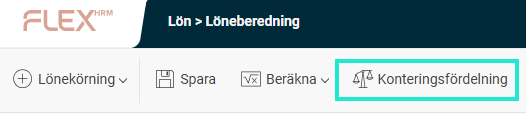 FLEX HRM
Lön > Löneberedning
Lönekörning Spara Beräkna Konteringsfördelning